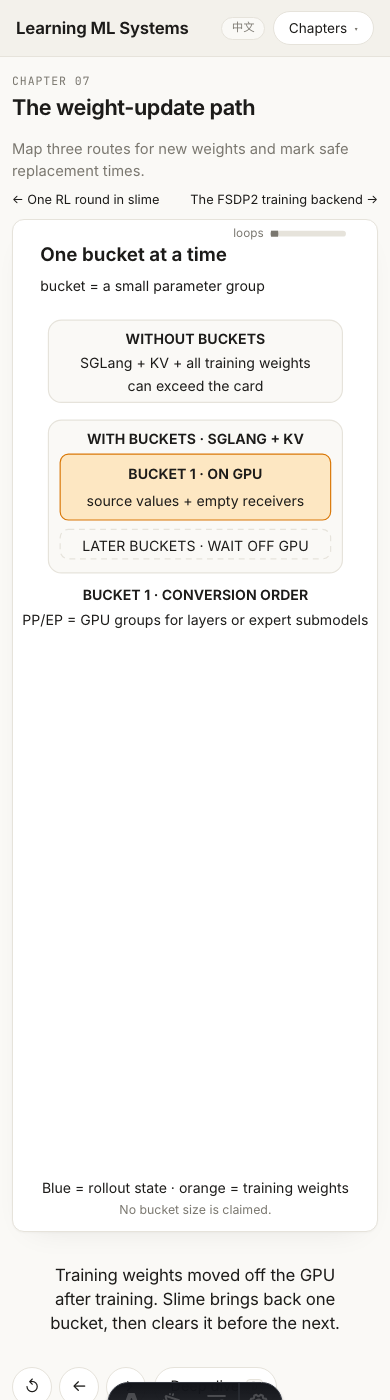 Learning ML Systems
中文
Chapters
CHAPTER 07
The weight-update path
Map three routes for new weights and mark safe
replacement times.
← One RL round in slime
The FSDP2 training backend →
loops
One bucket at a time
bucket = a small parameter group
WITHOUT BUCKETS
SGLang + KV + all training weights
can exceed the card
WITH BUCKETS · SGLANG + KV
BUCKET 1 · ON GPU
source values + empty receivers
LATER BUCKETS · WAIT OFF GPU
BUCKET 1 · CONVERSION ORDER
PP/EP = GPU groups for layers or expert submodels
Blue = rollout state · orange = training weights
No bucket size is claimed.
Training weights moved off the GPU
after training. Slime brings back one
bucket, then clears it before the next.